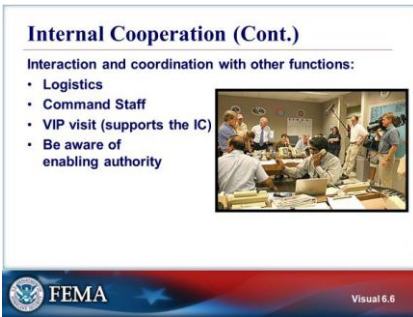 Internal Cooperation (Cont.)
Interaction and coordination with other functions:
• Logistics
• Command Staff
• VIP visit (supports the IC)
• Be aware of
enabling authority
FEMA
Visual 6.6